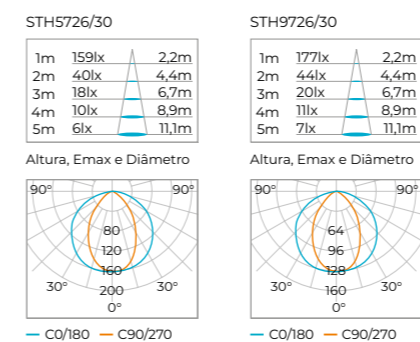 STH5726/30
1m 159lx 2,2m
2m 40lx 4,4m
3m 18lx 6,7m
4m 10lx 8,9m
5m 6lx 11,1m
Altura, Emax e Diâmetro
90° 90°
80
120
160
30° 200 30°
0°
C0/180 C90/270
STH9726/30
1m 177lx 2,2m
2m 44lx 4,4m
3m 20lx 6,7m
4m 11lx 8,9m
5m 7lx 11,1m
Altura, Emax e Diâmetro
90° 90°
64
96
128
30° 160 30°
0°
C0/180 C90/270